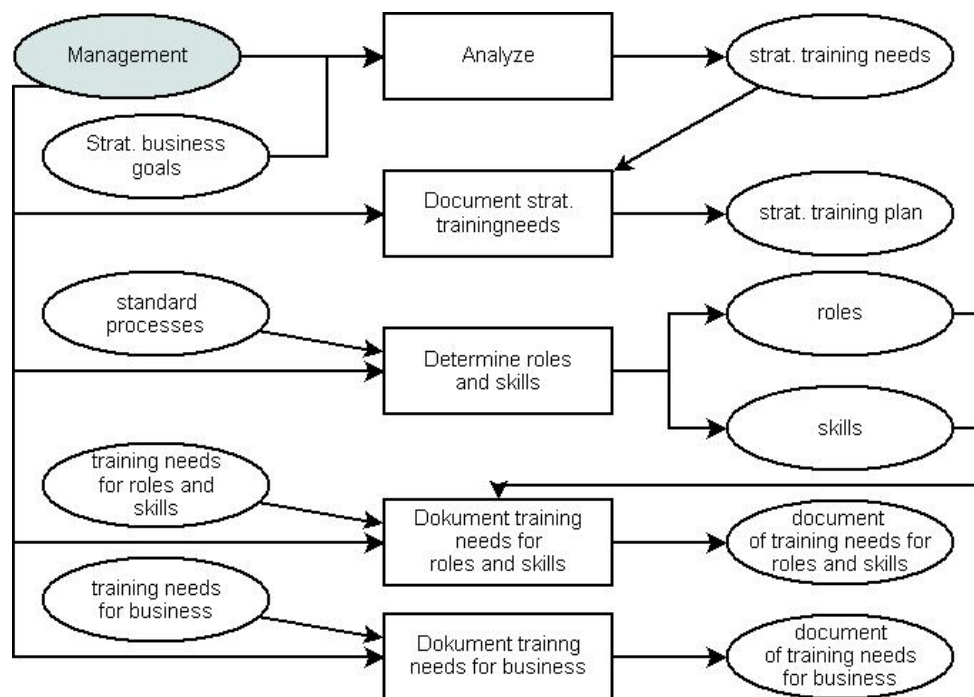 Management
Analyze
strat. training needs
Strat. business
goals
Document strat.
trainingneeds
strat. training plan
standard
processes
roles
Determine roles
and skills
skills
training needs
for roles and
skills
Dokument training
needs for
roles and skills
document
of training needs for
roles and skills
training needs
for business
Dokument trainng
needs for business
document
of training needs
for business